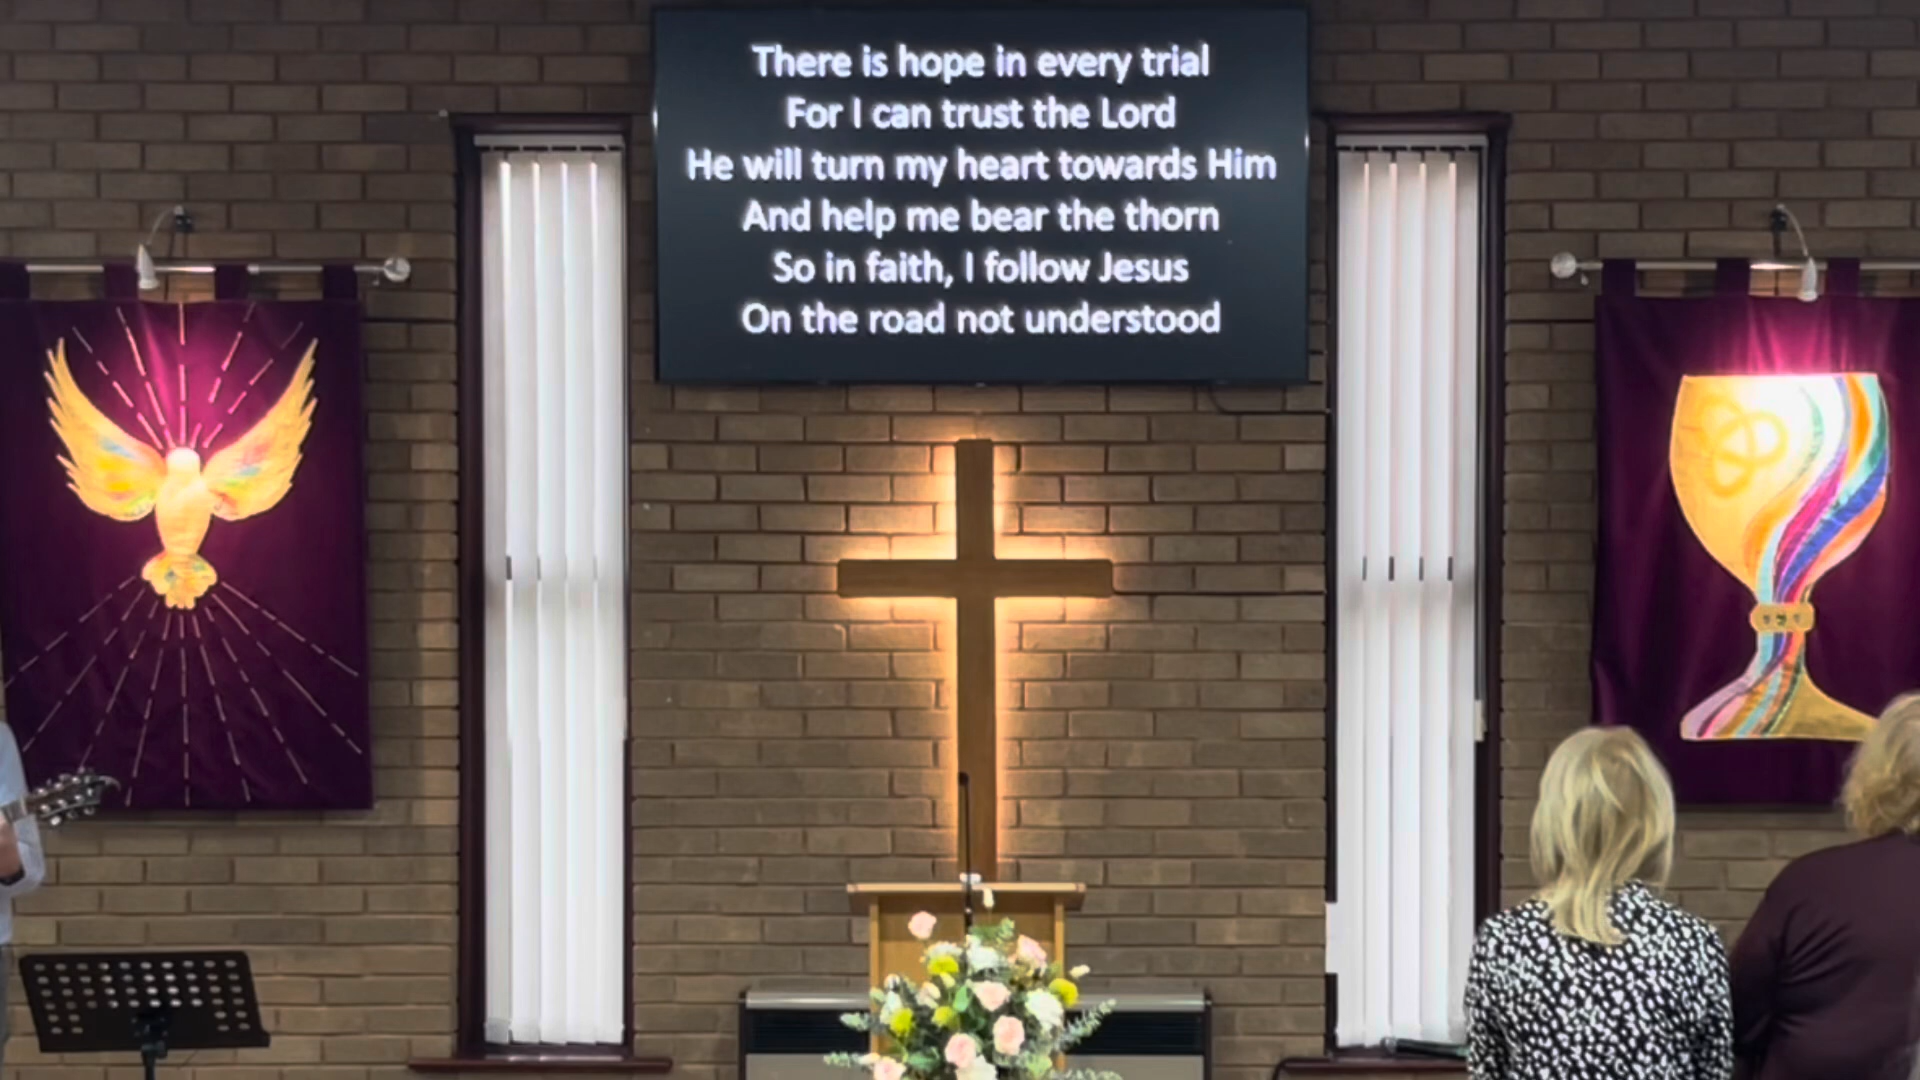 There is hope in every trial
For I can trust the Lord
He will turn my heart towards Him
And help me bear the thorn
So in faith, I follow Jesus
On the road not understood